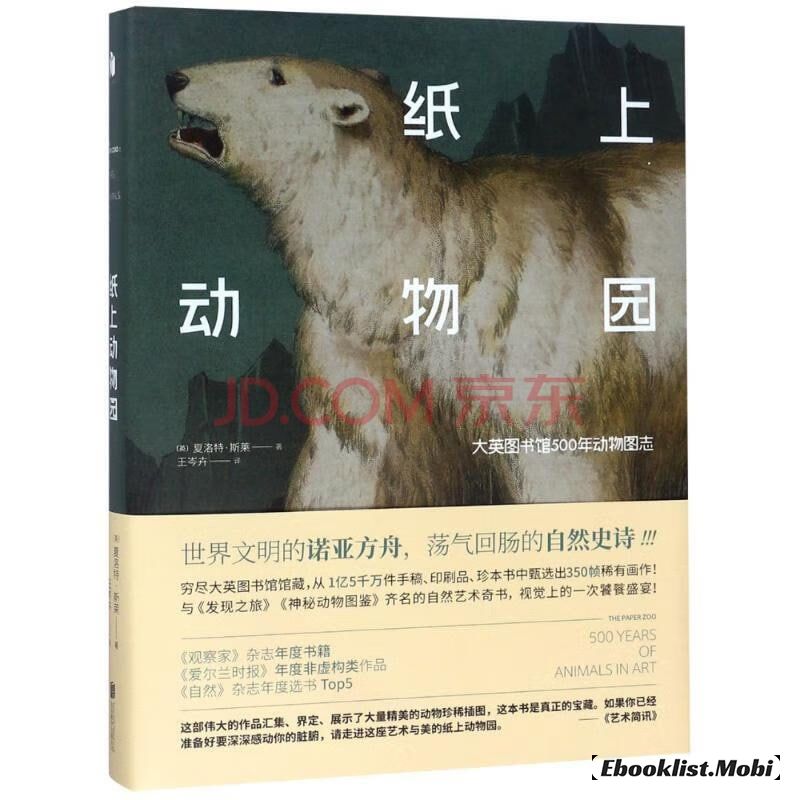 纸上
动物园
JD.COM 京东
大英图书馆500年动物图志
(英) 夏洛特·斯莱——著
王岑卉——译
世界文明的诺亚方舟，荡气回肠的自然史诗!!!
穷尽大英图书馆馆藏，从1亿5千万件手稿、印刷品、珍本书中甄选出350帧稀有画作！
与《发现之旅》《神秘动物图鉴》齐名的自然艺术奇书，视觉上的一次饕餮盛宴！
THE PAPER ZOO
500 YEARS
OF
ANIMALS IN ART
《观察家》杂志年度书籍
《爱尔兰时报》年度非虚构类作品
《自然》杂志年度选书 Top5
这部伟大的作品汇集、界定、展示了大量精美的动物珍稀插图，这本书是真正的宝藏。如果你已经
准备好要深深感动你的脏腑，请走进这座艺术与美的纸上动物园。
——《艺术简讯》
纸上动物园
(英) 夏洛特·斯莱——著
【Ebooklist.Mobi】